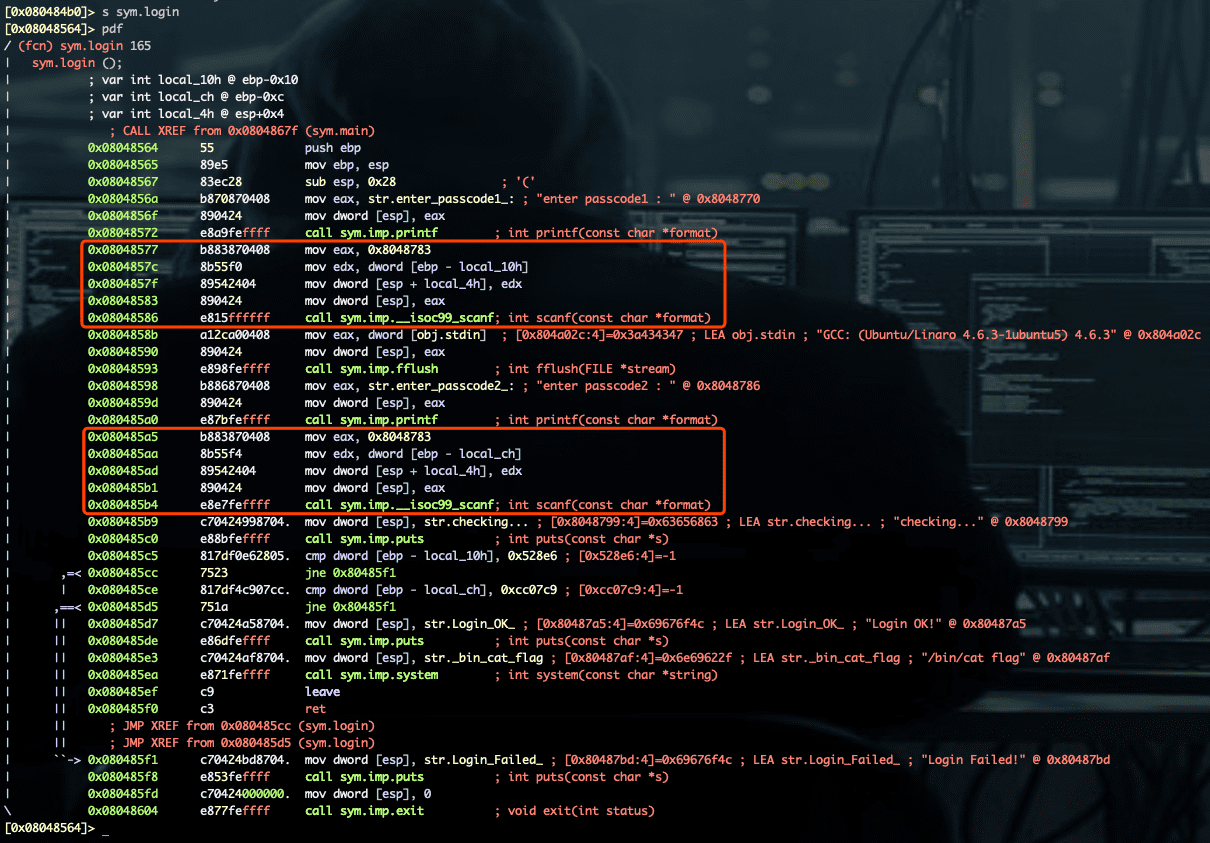 [0x080484b0]> s sym.login
[0x08048564]> pdf
/ (fcn) sym.login 165
|   sym.login ();
|           ; var int local_10h @ ebp-0x10
|           ; var int local_ch @ ebp-0xc
|           ; var int local_4h @ esp+0x4
|              ; CALL XREF from 0x0804867f (sym.main)
|           0x08048564      55             push ebp
|           0x08048565      89e5           mov ebp, esp
|           0x08048567      83ec28         sub esp, 0x28              ; '('
|           0x0804856a      b870870408     mov eax, str.enter_passcode1_: ; "enter passcode1 : " @ 0x8048770
|           0x0804856f      890424         mov dword [esp], eax
|           0x08048572      e8a9feffff     call sym.imp.printf        ; int printf(const char *format)
|           0x08048577      b883870408     mov eax, 0x8048783
|           0x0804857c      8b55f0         mov edx, dword [ebp - local_10h]
|           0x0804857f      89542404       mov dword [esp + local_4h], edx
|           0x08048583      890424         mov dword [esp], eax
|           0x08048586      e815ffffff     call sym.imp.__isoc99_scanf; int scanf(const char *format)
|           0x0804858b      a12ca00408     mov eax, dword [obj.stdin]  ; [0x804a02c:4]=0x3a434347 ; LEA obj.stdin ; "GCC: (Ubuntu/Linaro 4.6.3-1ubuntu5) 4.6.3" @ 0x804a02c
|           0x08048590      890424         mov dword [esp], eax
|           0x08048593      e898feffff     call sym.imp.fflush        ; int fflush(FILE *stream)
|           0x08048598      b886870408     mov eax, str.enter_passcode2_: ; "enter passcode2 : " @ 0x8048786
|           0x0804859d      890424         mov dword [esp], eax
|           0x080485a0      e87bfeffff     call sym.imp.printf        ; int printf(const char *format)
|           0x080485a5      b883870408     mov eax, 0x8048783
|           0x080485aa      8b55f4         mov edx, dword [ebp - local_ch]
|           0x080485ad      89542404       mov dword [esp + local_4h], edx
|           0x080485b1      890424         mov dword [esp], eax
|           0x080485b4      e8e7feffff     call sym.imp.__isoc99_scanf; int scanf(const char *format)
|           0x080485b9      c70424998704.  mov dword [esp], str.checking... ; [0x8048799:4]=0x63656863 ; LEA str.checking... ; "checking..." @ 0x8048799
|           0x080485c0      e88bfeffff     call sym.imp.puts          ; int puts(const char *s)
|           0x080485c5      817df0e62805.  cmp dword [ebp - local_10h], 0x528e6 ; [0x528e6:4]=-1
|       ,=< 0x080485cc      7523           jne 0x80485f1
|       |   0x080485ce      817df4c907cc.  cmp dword [ebp - local_ch], 0xcc07c9 ; [0xcc07c9:4]=-1
|      ,==< 0x080485d5      751a           jne 0x80485f1
|      ||   0x080485d7      c70424a58704.  mov dword [esp], str.Login_OK_ ; [0x80487a5:4]=0x69676f4c ; LEA str.Login_OK_ ; "Login OK!" @ 0x80487a5
|      ||   0x080485de      e86dfeffff     call sym.imp.puts          ; int puts(const char *s)
|      ||   0x080485e3      c70424af8704.  mov dword [esp], str._bin_cat_flag ; [0x80487af:4]=0x6e69622f ; LEA str._bin_cat_flag ; "/bin/cat flag" @ 0x80487af
|      ||   0x080485ea      e871feffff     call sym.imp.system        ; int system(const char *string)
|      ||   0x080485ef      c9             leave
|      ||   0x080485f0      c3             ret
|      ||      ; JMP XREF from 0x080485cc (sym.login)
|      ||      ; JMP XREF from 0x080485d5 (sym.login)
|      ``-> 0x080485f1      c70424bd8704.  mov dword [esp], str.Login_Failed_ ; [0x80487bd:4]=0x69676f4c ; LEA str.Login_Failed_ ; "Login Failed!" @ 0x80487bd
|           0x080485f8      e853feffff     call sym.imp.puts          ; int puts(const char *s)
|           0x080485fd      c70424000000.  mov dword [esp], 0
\           0x08048604      e877feffff     call sym.imp.exit          ; void exit(int status)
[0x08048564]> _